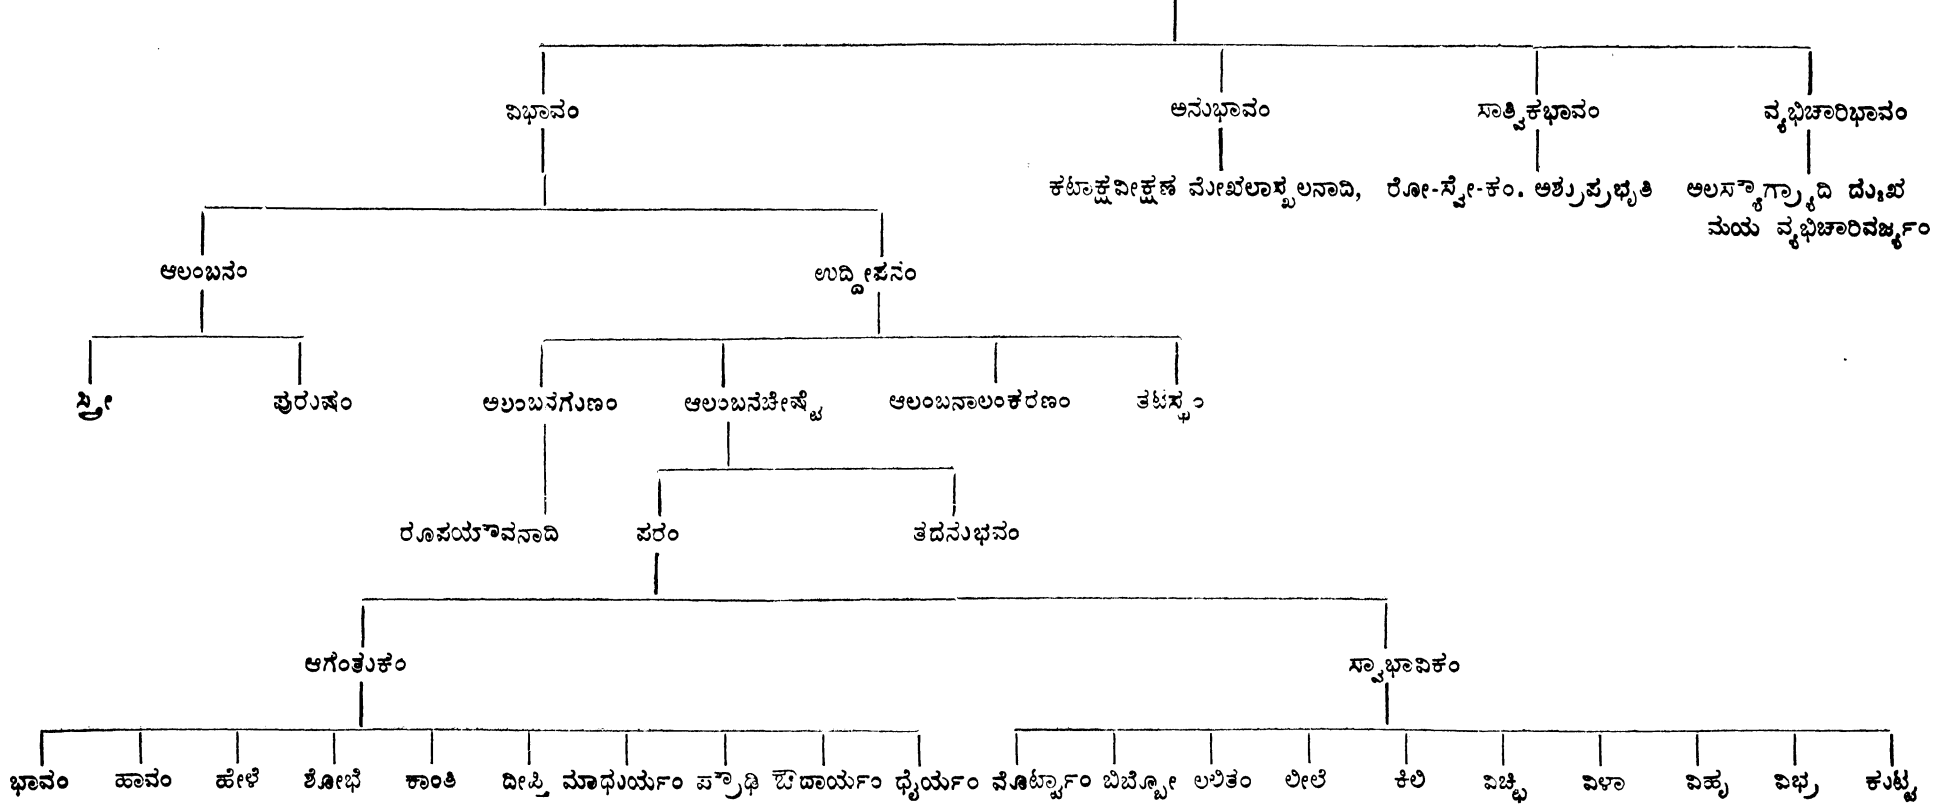 ವಿಭಾವಂ ಅನುಭಾವಂ ಸಾತ್ವಿಕಭಾವಂ ವ್ಯಭಿಚಾರಿಭಾವಂ
ಕಟಾಕ್ಷವೀಕ್ಷಣ ಮೇಖಲಾಸ್ಖಲನಾದಿ, ರೋ-ಸ್ವೇ-ಕಂ. ಅಶ್ರುಪ್ರಭೃತಿ ಅಲಸ್ಯೌಗ್ರ್ಯಾದಿ ದುಃಖ
ಮಯ ವ್ಯಭಿಚಾರಿವರ್ಜ್ಯಂ
ಆಲಂಬನಂ ಉದ್ದೀಪನಂ
ಸ್ತ್ರೀ ಪುರುಷಂ ಅಲಂಬನಗುಣಂ ಆಲಂಬನಚೇಷ್ಟೆ ಆಲಂಬನಾಲಂಕರಣಂ ತಟಸ್ಥಂ
ರೂಪಯೌವನಾದಿ ಪರಂ ತದನುಭವಂ
ಆಗಂತುಕಂ ಸ್ವಾಭಾವಿಕಂ
ಭಾವಂ ಹಾವಂ ಹೇಳೆ ಶೋಭೆ ಕಾಂತಿ ದೀಪ್ತಿ ಮಾಧುರ್ಯಂ ಪ್ರೌಢಿ ಔದಾರ್ಯಂ ಧೈರ್ಯಂ ಮೊರ್ಟ್ಟಾಂ ಬಿಬ್ಬೋ ಲಲಿತಂ ಲೀಲೆ ಕಿಲಿ ವಿಚ್ಛಿ ವಿಳಾ ವಿಹೃ ವಿಭ್ರ ಕುಟ್ಟ